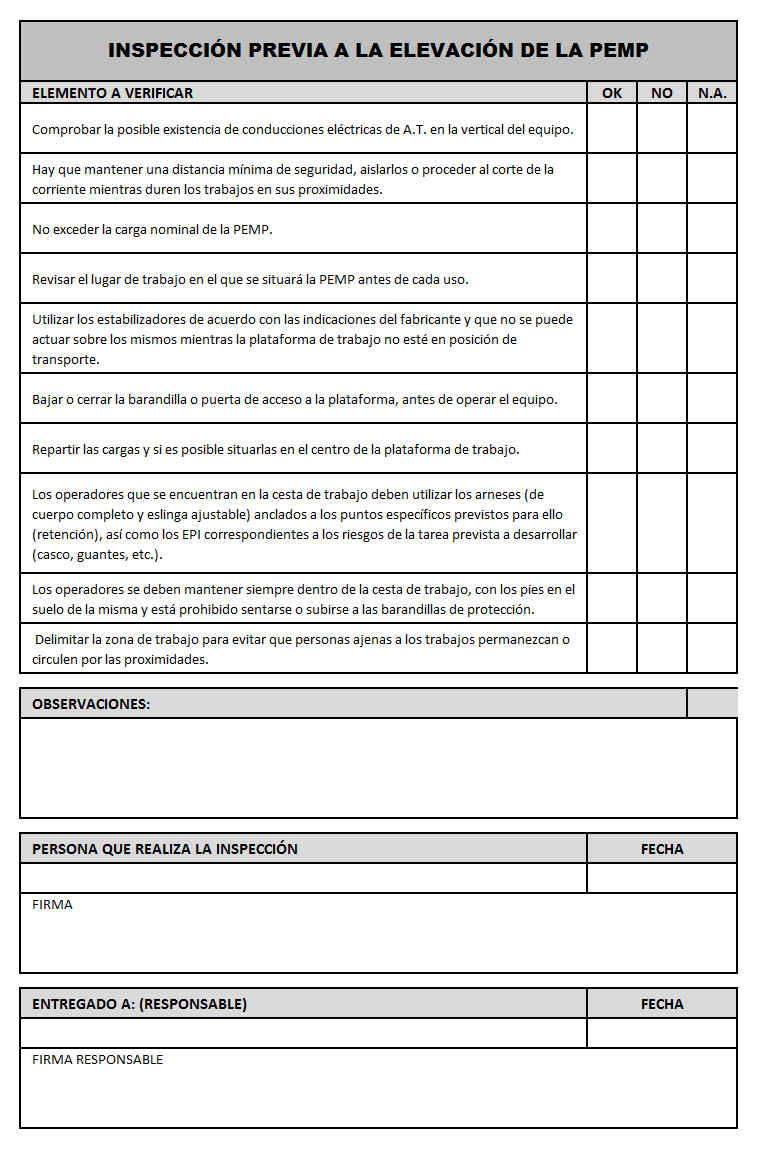 INSPECCIÓN PREVIA A LA ELEVACIÓN DE LA PEMP
ELEMENTO A VERIFICAR OK NO N.A.
Comprobar la posible existencia de conducciones eléctricas de A.T. en la vertical del equipo.
Hay que mantener una distancia mínima de seguridad, aislarlos o proceder al corte de la
corriente mientras duren los trabajos en sus proximidades.
No exceder la carga nominal de la PEMP.
Revisar el lugar de trabajo en el que se situará la PEMP antes de cada uso.
Utilizar los estabilizadores de acuerdo con las indicaciones del fabricante y que no se puede
actuar sobre los mismos mientras la plataforma de trabajo no esté en posición de
transporte.
Bajar o cerrar la barandilla o puerta de acceso a la plataforma, antes de operar el equipo.
Repartir las cargas y si es posible situarlas en el centro de la plataforma de trabajo.
Los operadores que se encuentran en la cesta de trabajo deben utilizar los arneses (de
cuerpo completo y eslinga ajustable) anclados a los puntos específicos previstos para ello
(retención), así como los EPI correspondientes a los riesgos de la tarea prevista a desarrollar
(casco, guantes, etc.).
Los operadores se deben mantener siempre dentro de la cesta de trabajo, con los pies en el
suelo de la misma y está prohibido sentarse o subirse a las barandillas de protección.
Delimitar la zona de trabajo para evitar que personas ajenas a los trabajos permanezcan o
circulen por las proximidades.
OBSERVACIONES:
PERSONA QUE REALIZA LA INSPECCIÓN FECHA
FIRMA
ENTREGADO A: (RESPONSABLE) FECHA
FIRMA RESPONSABLE